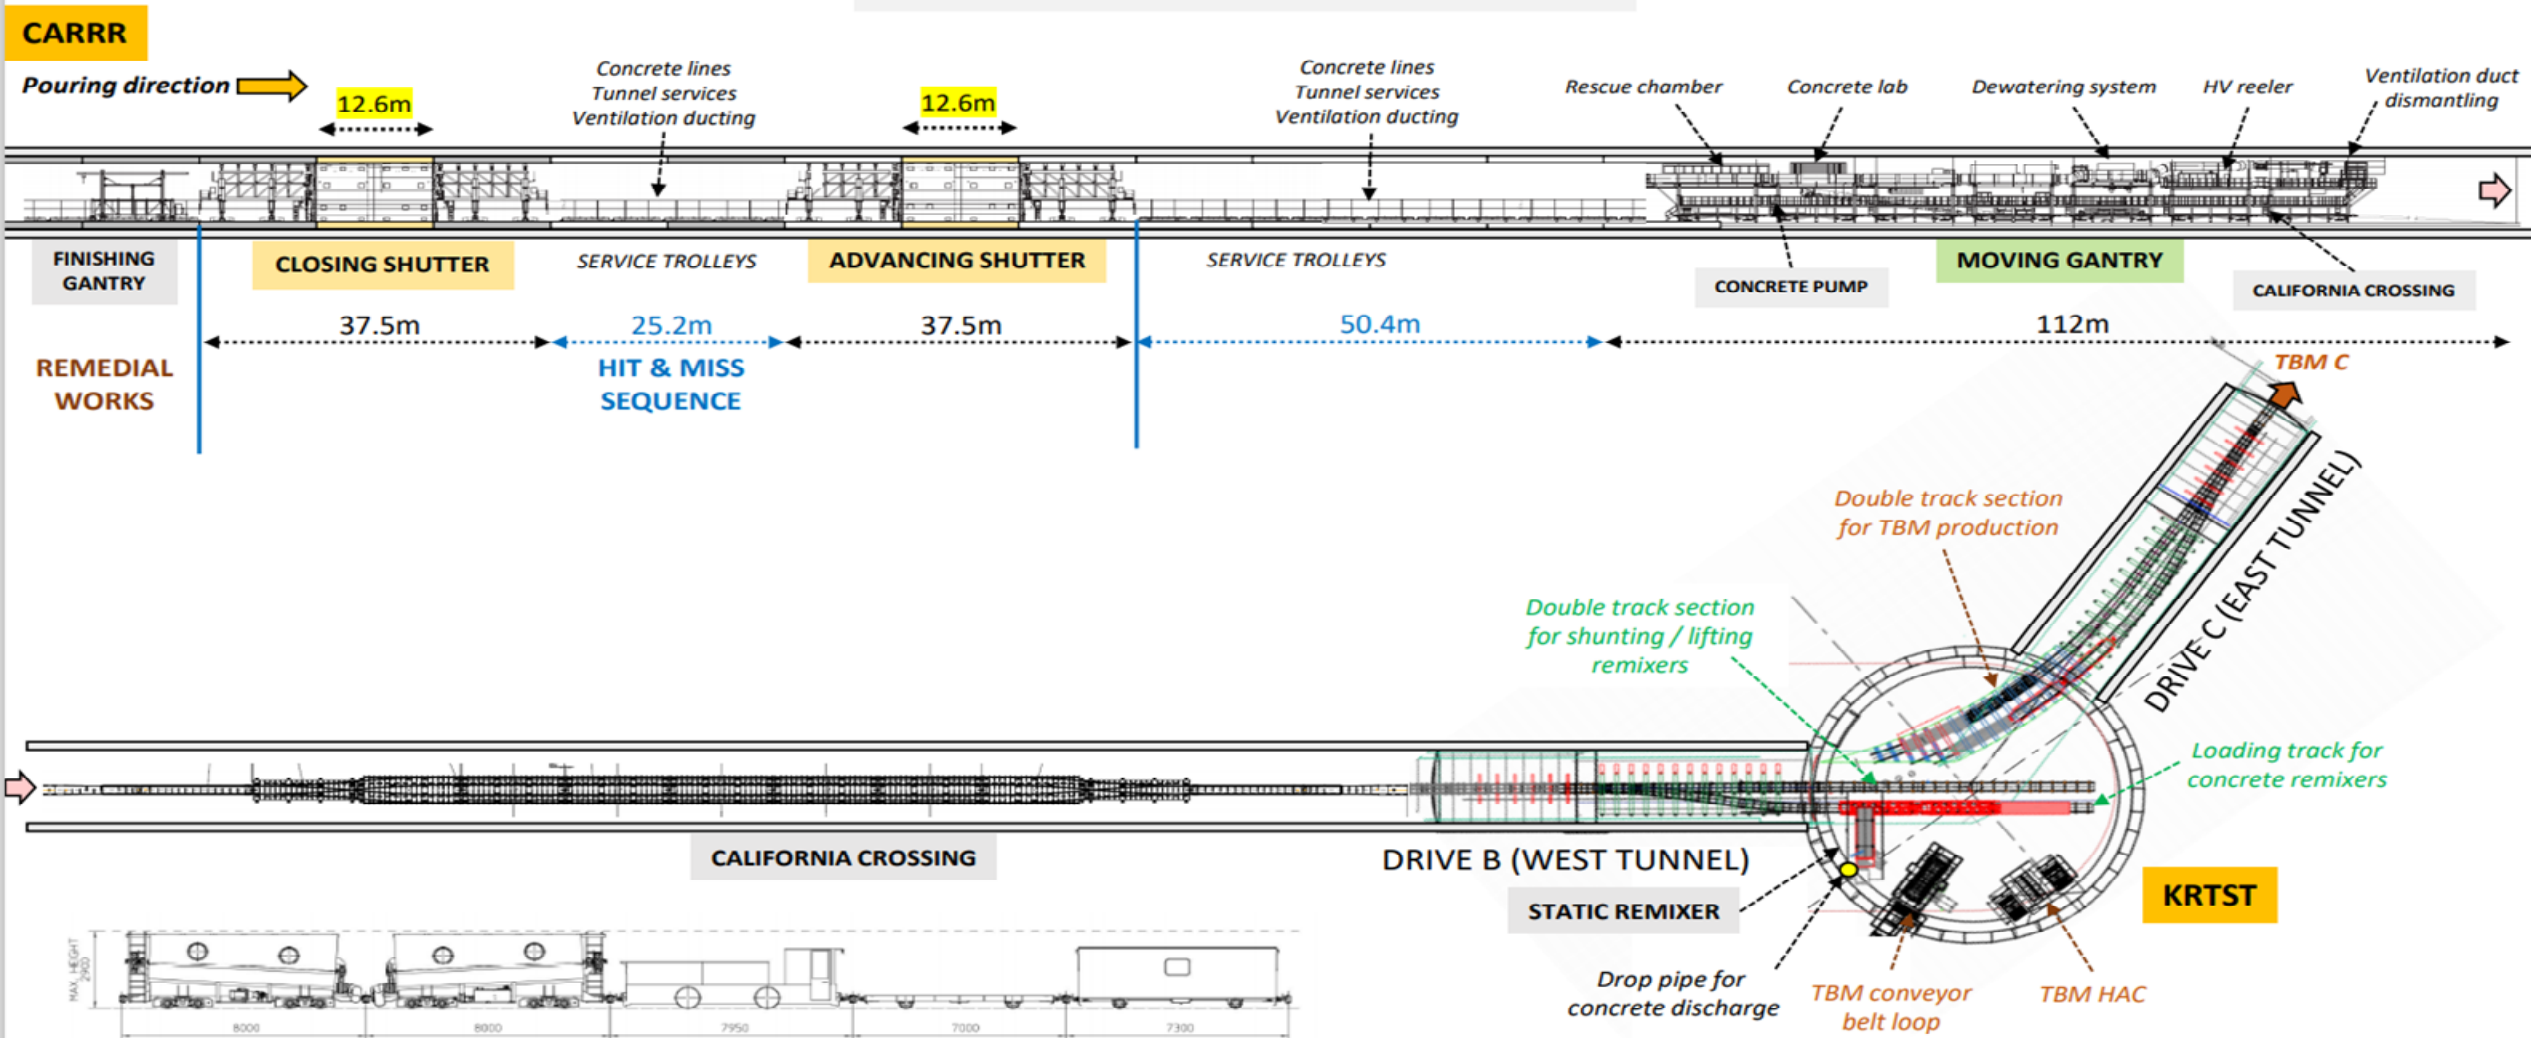 CARRR
Pouring direction
12.6m
Concrete lines
Tunnel services
Ventilation ducting
12.6m
Concrete lines
Tunnel services
Ventilation ducting
Rescue chamber
Concrete lab
Dewatering system
HV reeler
Ventilation duct
dismantling
FINISHING
GANTRY
CLOSING SHUTTER
SERVICE TROLLEYS
ADVANCING SHUTTER
SERVICE TROLLEYS
CONCRETE PUMP
MOVING GANTRY
CALIFORNIA CROSSING
37.5m
25.2m
37.5m
50.4m
112m
REMEDIAL
WORKS
HIT & MISS
SEQUENCE
TBM C
Double track section
for TBM production
DRIVE C (EAST TUNNEL)
Double track section
for shunting / lifting
remixers
Loading track for
concrete remixers
CALIFORNIA CROSSING
DRIVE B (WEST TUNNEL)
STATIC REMIXER
KRTST
Drop pipe for
concrete discharge
TBM conveyor
belt loop
TBM HAC
MAX. HEIGHT
2900
8000
8000
7950
7000
7300